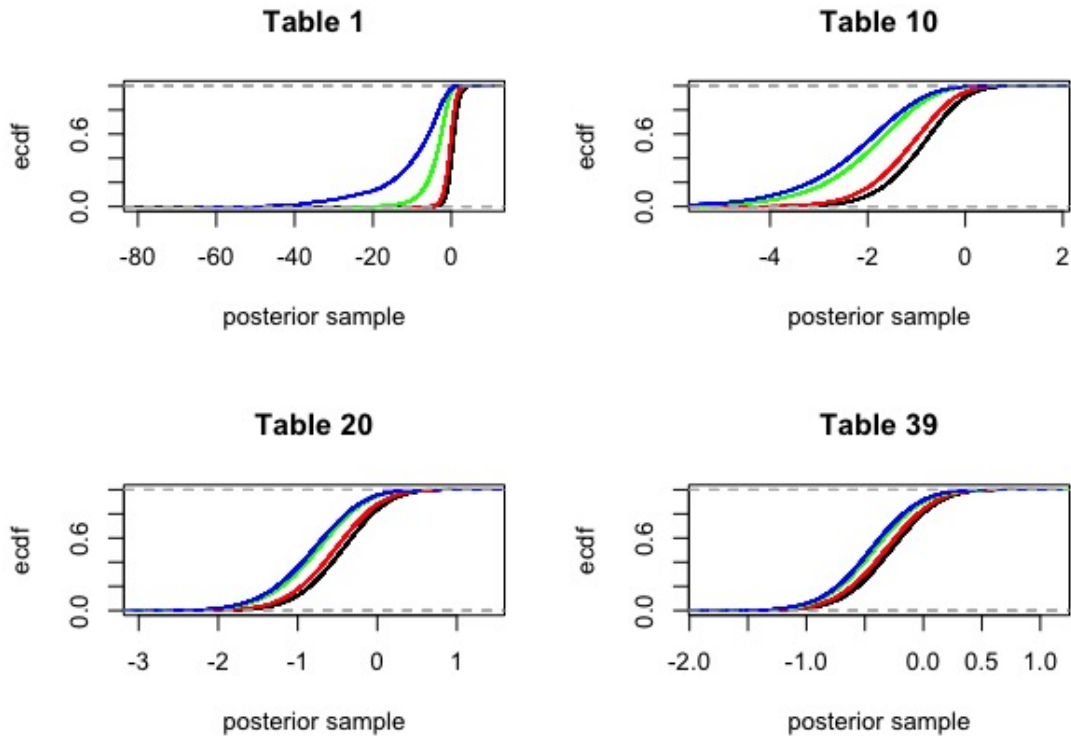 Table 1
ecdf
0.0 0.6
-80 -60 -40 -20 0
posterior sample
Table 10
ecdf
0.0 0.6
-4 -2 0 2
posterior sample
Table 20
ecdf
0.0 0.6
-3 -2 -1 0 1
posterior sample
Table 39
ecdf
0.0 0.6
-2.0 -1.0 0.0 0.5 1.0
posterior sample